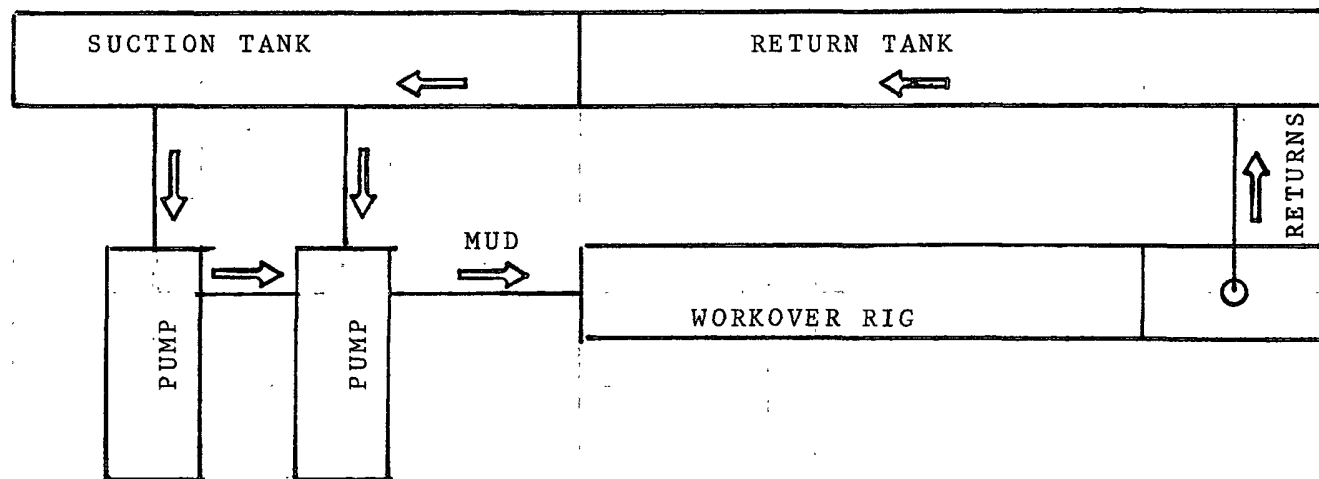 SUCTION TANK
RETURN TANK
RETURNS
MUD
PUMP
PUMP
WORKOVER RIG